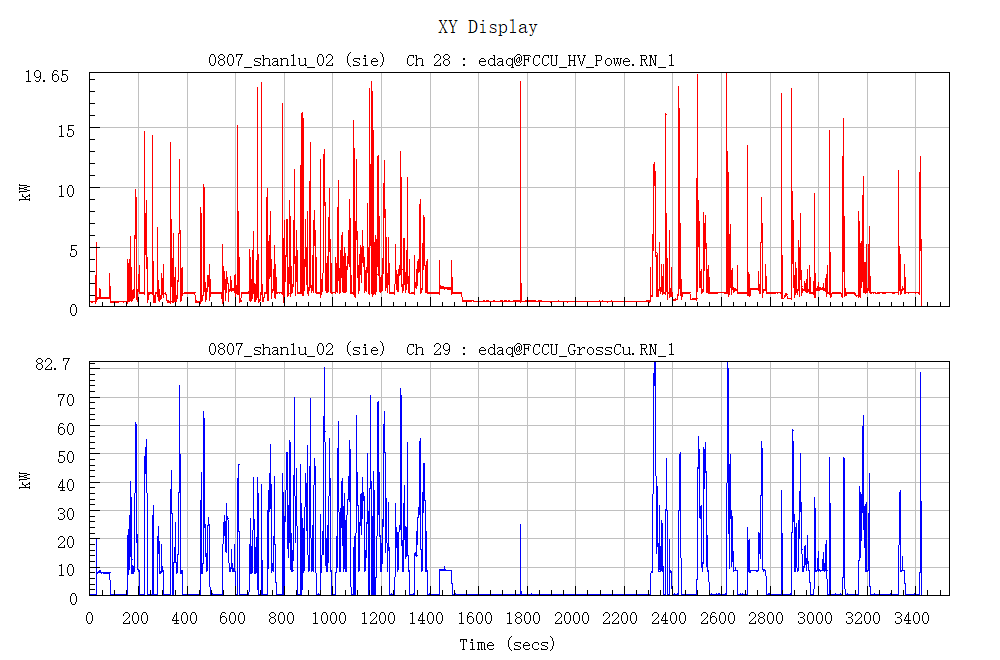 XY Display
0807_shanlu_02 (sie)  Ch 28 : edaq@FCCU_HV_Powe.RN_1
19.65
15
10
5
0
kW
0807_shanlu_02 (sie)  Ch 29 : edaq@FCCU_GrossCu.RN_1
82.7
70
60
50
40
30
20
10
0
kW
0 200 400 600 800 1000 1200 1400 1600 1800 2000 2200 2400 2600 2800 3000 3200 3400
Time (secs)